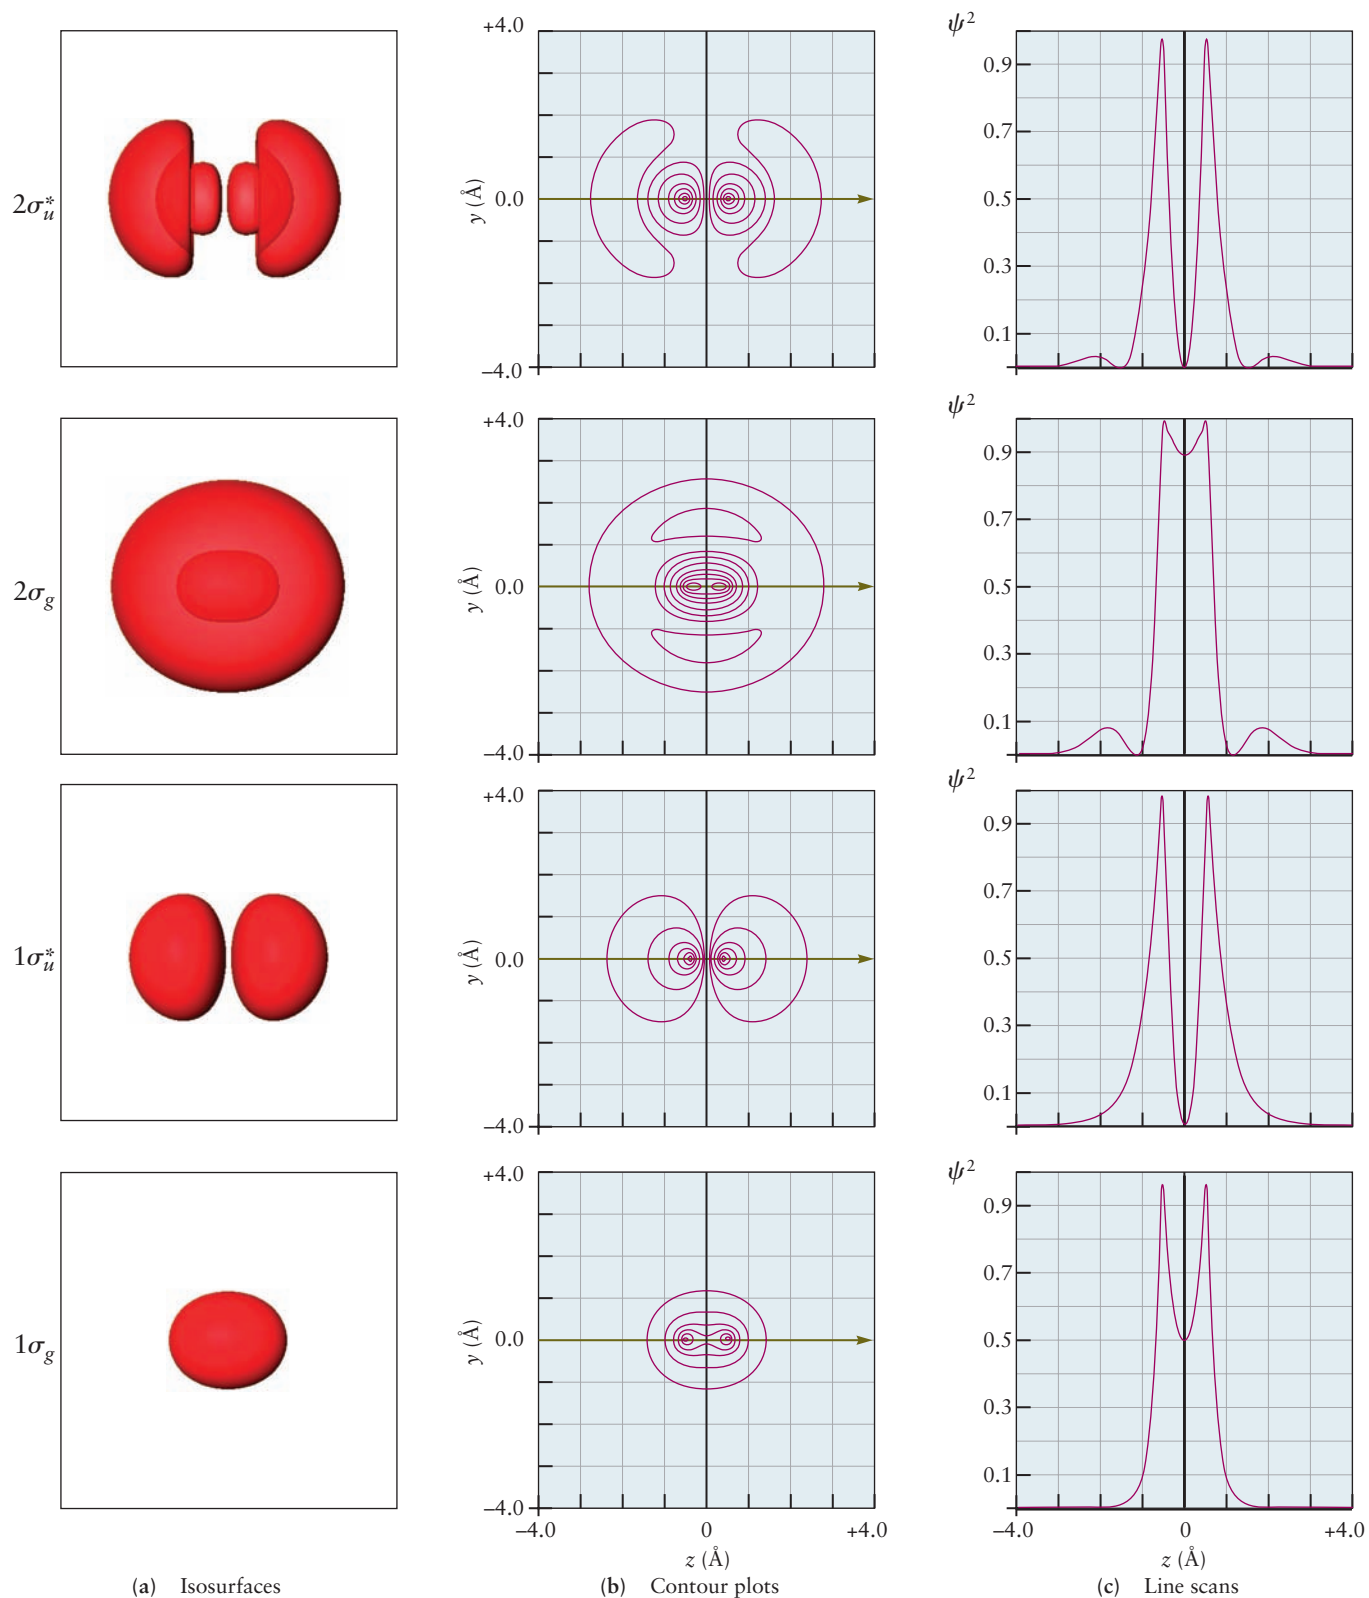 2σ*u
+4.0
y (Å)
0.0
−4.0
ψ2
0.9
0.7
0.5
0.3
0.1
2σg
+4.0
y (Å)
0.0
−4.0
ψ2
0.9
0.7
0.5
0.3
0.1
1σ*u
+4.0
y (Å)
0.0
−4.0
ψ2
0.9
0.7
0.5
0.3
0.1
1σg
+4.0
y (Å)
0.0
−4.0
ψ2
0.9
0.7
0.5
0.3
0.1
−4.0 0 +4.0
z (Å)
−4.0 0 +4.0
z (Å)
(a) Isosurfaces
(b) Contour plots
(c) Line scans